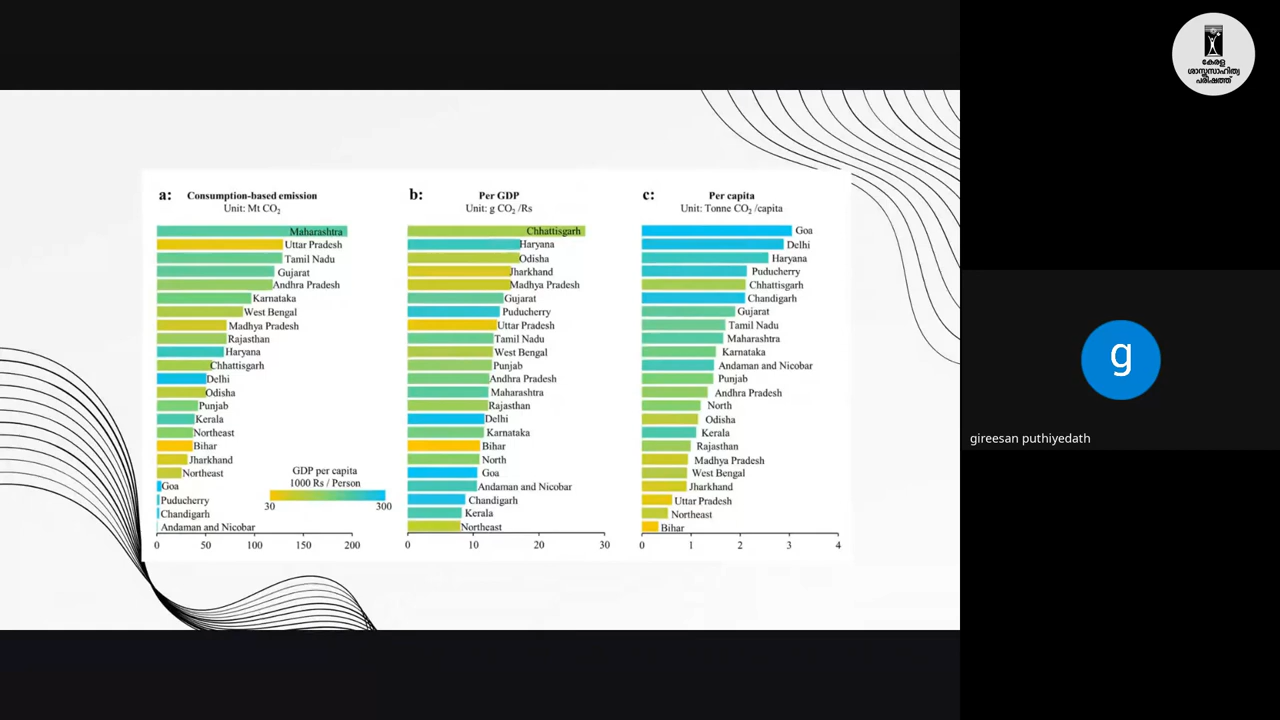 കേരള
ശാസ്ത്രസാഹിത്യ
പരിഷത്ത്
a: Consumption-based emission
Unit: Mt CO₂
Maharashtra
Uttar Pradesh
Tamil Nadu
Gujarat
Andhra Pradesh
Karnataka
West Bengal
Madhya Pradesh
Rajasthan
Haryana
Chhattisgarh
Delhi
Odisha
Punjab
Kerala
Northeast
Bihar
Jharkhand
Northeast
Goa
Puducherry
Chandigarh
Andaman and Nicobar
0 50 100 150 200
GDP per capita
1000 Rs / Person
30 300
b: Per GDP
Unit: g CO₂ /Rs
Chhattisgarh
Haryana
Odisha
Jharkhand
Madhya Pradesh
Gujarat
Puducherry
Uttar Pradesh
Tamil Nadu
West Bengal
Punjab
Andhra Pradesh
Maharashtra
Rajasthan
Delhi
Karnataka
Bihar
North
Goa
Andaman and Nicobar
Chandigarh
Kerala
Northeast
0 10 20 30
c: Per capita
Unit: Tonne CO₂ /capita
Goa
Delhi
Haryana
Puducherry
Chhattisgarh
Chandigarh
Gujarat
Tamil Nadu
Maharashtra
Karnataka
Andaman and Nicobar
Punjab
Andhra Pradesh
North
Odisha
Kerala
Rajasthan
Madhya Pradesh
West Bengal
Jharkhand
Uttar Pradesh
Northeast
Bihar
0 1 2 3 4
g
gireesan puthiyedath